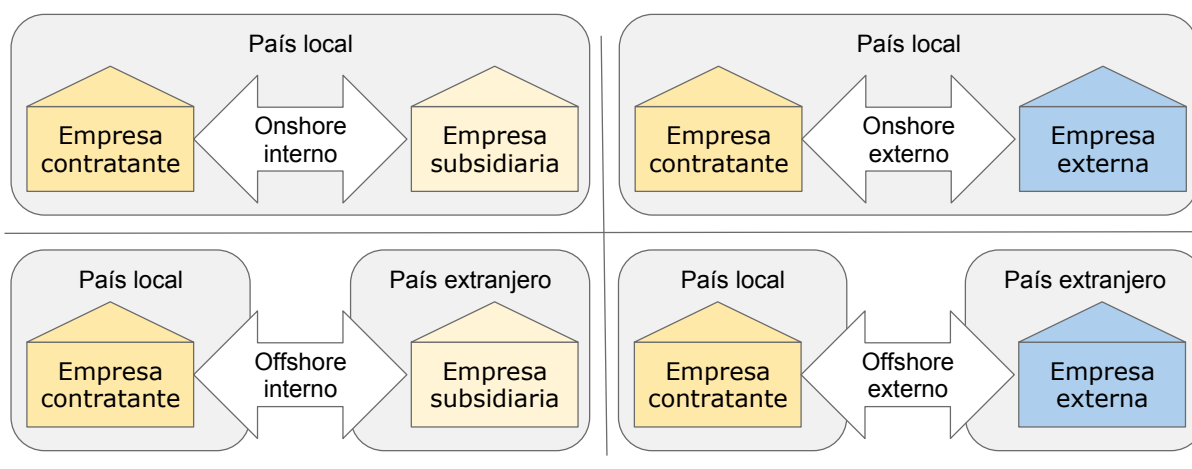 País local
Empresa
contratante
Onshore
interno
Empresa
subsidiaria
País local
Empresa
contratante
Onshore
externo
Empresa
externa
País local
País extranjero
Empresa
contratante
Offshore
interno
Empresa
subsidiaria
País local
País extranjero
Empresa
contratante
Offshore
externo
Empresa
externa